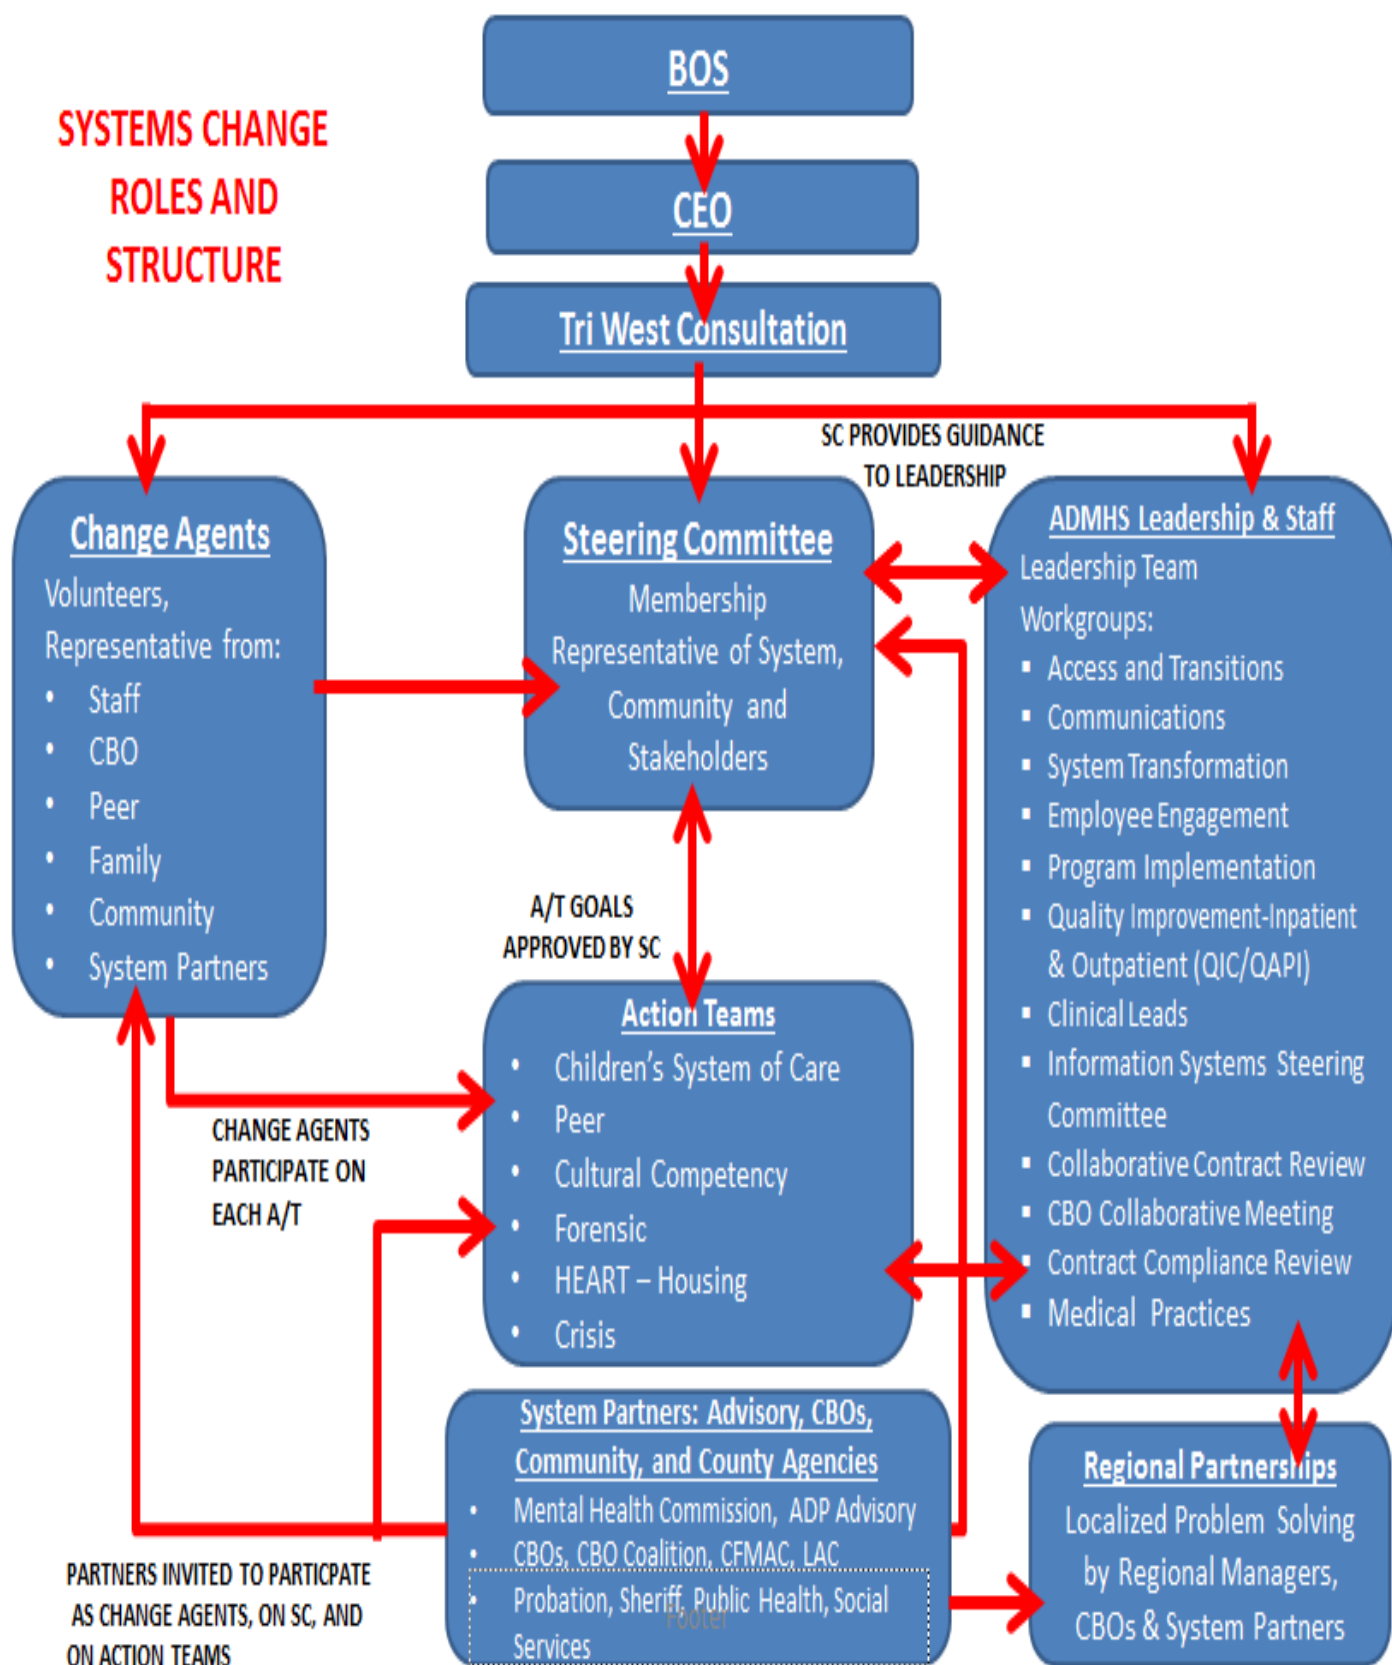 SYSTEMS CHANGE
ROLES AND
STRUCTURE
BOS
CEO
Tri West Consultation
SC PROVIDES GUIDANCE
TO LEADERSHIP
Change Agents
Volunteers,
Representative from:
• Staff
• CBO
• Peer
• Family
• Community
• System Partners
Steering Committee
Membership
Representative of System,
Community and
Stakeholders
ADMHS Leadership & Staff
Leadership Team
Workgroups:
▪ Access and Transitions
▪ Communications
▪ System Transformation
▪ Employee Engagement
▪ Program Implementation
▪ Quality Improvement-Inpatient
& Outpatient (QIC/QAPI)
▪ Clinical Leads
▪ Information Systems Steering
Committee
▪ Collaborative Contract Review
▪ CBO Collaborative Meeting
▪ Contract Compliance Review
▪ Medical Practices
A/T GOALS
APPROVED BY SC
Action Teams
• Children's System of Care
• Peer
• Cultural Competency
• Forensic
• HEART – Housing
• Crisis
CHANGE AGENTS
PARTICIPATE ON
EACH A/T
System Partners: Advisory, CBOs,
Community, and County Agencies
• Mental Health Commission, ADP Advisory
• CBOs, CBO Coalition, CFMAC, LAC
• Probation, Sheriff, Public Health, Social
Services
Footer
Regional Partnerships
Localized Problem Solving
by Regional Managers,
CBOs & System Partners
PARTNERS INVITED TO PARTICPATE
AS CHANGE AGENTS, ON SC, AND
ON ACTION TEAMS